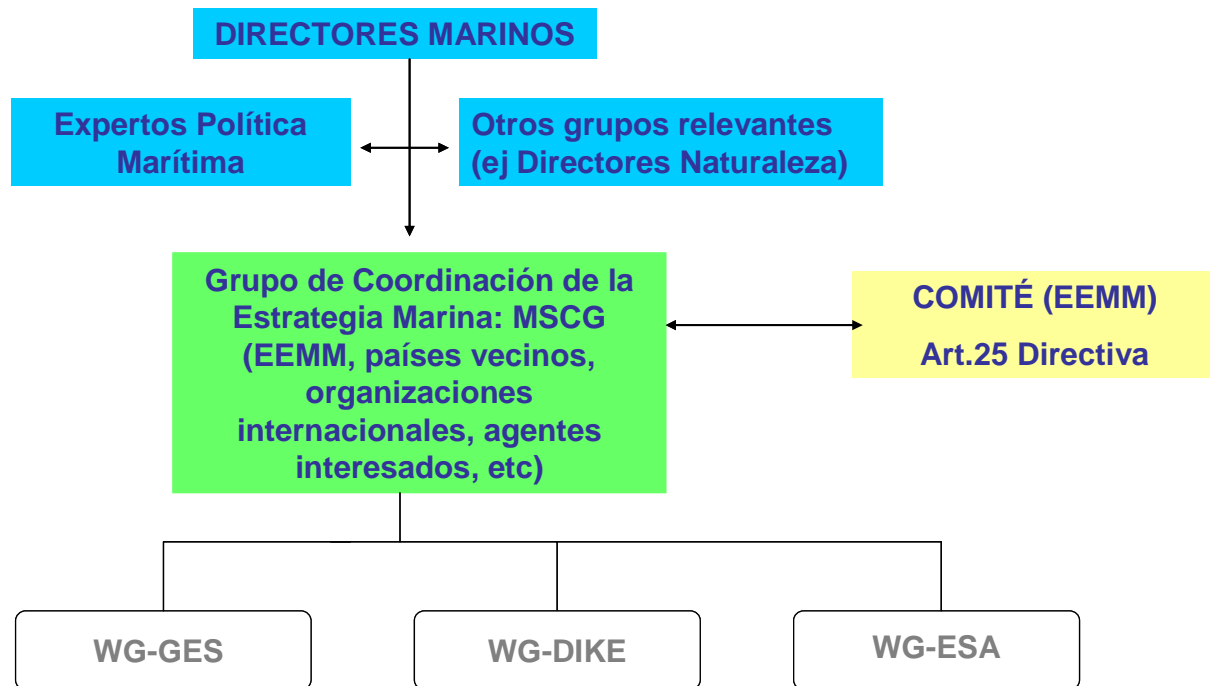 DIRECTORES MARINOS
Expertos Política
Marítima
Otros grupos relevantes
(ej Directores Naturaleza)
Grupo de Coordinación de la
Estrategia Marina: MSCG
(EEMM, países vecinos,
organizaciones
internacionales, agentes
interesados, etc)
COMITÉ (EEMM)
Art.25 Directiva
WG-GES
WG-DIKE
WG-ESA